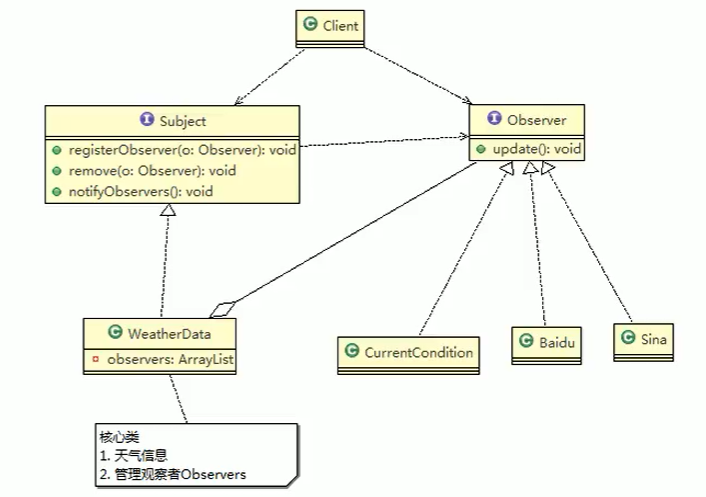 Client
Subject
registerObserver(o: Observer): void
remove(o: Observer): void
notifyObservers(): void
Observer
update(): void
WeatherData
observers: ArrayList
CurrentCondition
Baidu
Sina
核心类
1. 天气信息
2. 管理观察者Observers